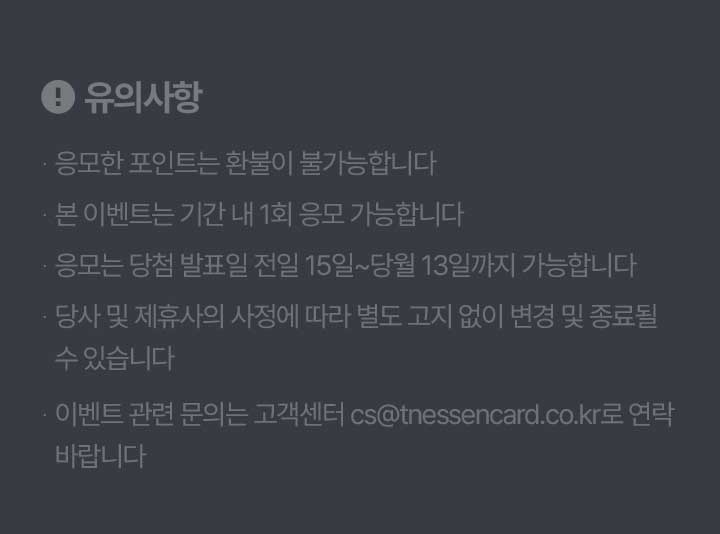 유의사항
· 응모한 포인트는 환불이 불가능합니다
· 본 이벤트는 기간 내 1회 응모 가능합니다
· 응모는 당첨 발표일 전일 15일~당월 13일까지 가능합니다
· 당사 및 제휴사의 사정에 따라 별도 고지 없이 변경 및 종료될
수 있습니다
· 이벤트 관련 문의는 고객센터 cs@tnessencard.co.kr로 연락
바랍니다